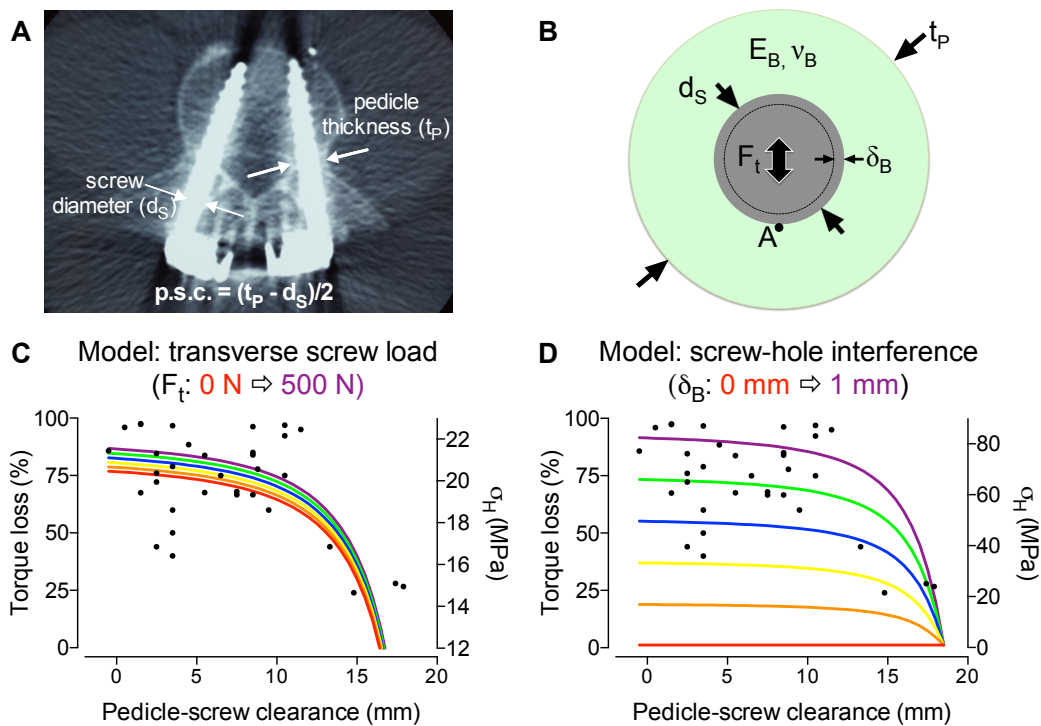 A
pedicle
thickness (tP)
screw
diameter (dS)
p.s.c. = (tP - dS)/2
B
EB, νB
tP
dS
Ft
δB
A
C
Model: transverse screw load
(Ft: 0 N ⇨ 500 N)
100
75
50
25
0
Torque loss (%)
22
20
18
16
14
12
σH (MPa)
0
5
10
15
20
Pedicle-screw clearance (mm)
D
Model: screw-hole interference
(δB: 0 mm ⇨ 1 mm)
100
75
50
25
0
Torque loss (%)
80
60
40
20
0
σH (MPa)
0
5
10
15
20
Pedicle-screw clearance (mm)